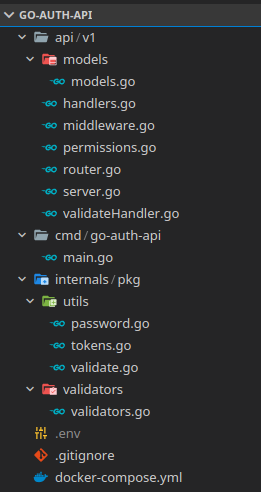 GO-AUTH-API
api / v1
models
models.go
handlers.go
middleware.go
permissions.go
router.go
server.go
validateHandler.go
cmd / go-auth-api
main.go
internals / pkg
utils
password.go
tokens.go
validate.go
validators
validators.go
.env
.gitignore
docker-compose.yml